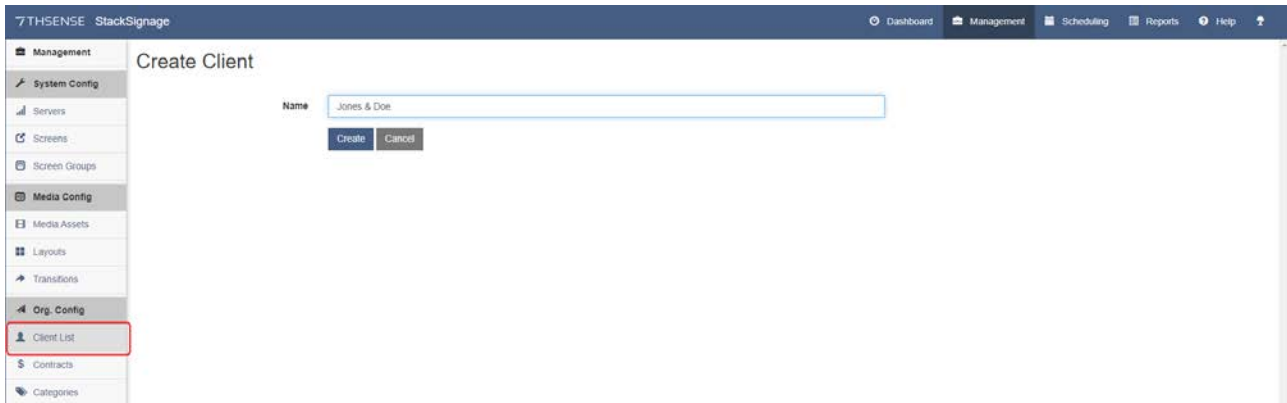 7THSENSE StackSignage
Dashboard Management Scheduling Reports Help
Management
System Config
Servers
Screens
Screen Groups
Media Config
Media Assets
Layouts
Transitions
Org. Config
Client List
$ Contracts
Categories
Create Client
Name Jones & Doe
Create Cancel